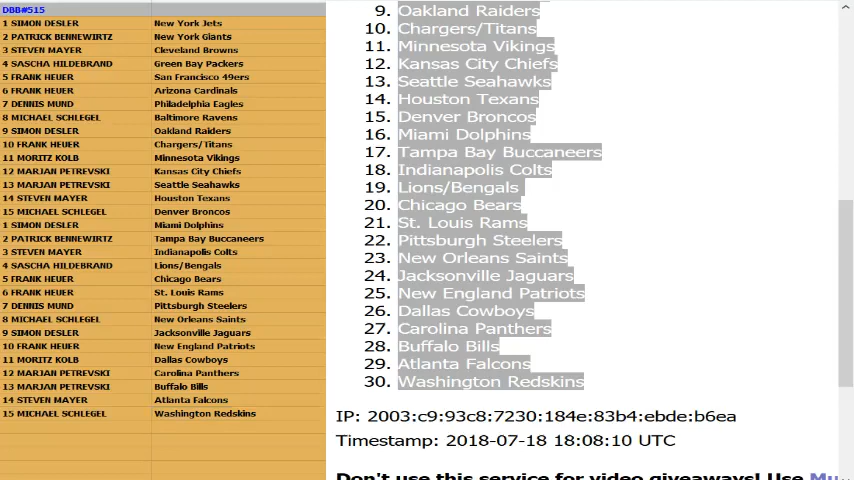 DBB#515
1 SIMON DESLER New York Jets
2 PATRICK BENNEWIRTZ New York Giants
3 STEVEN MAYER Cleveland Browns
4 SASCHA HILDEBRAND Green Bay Packers
5 FRANK HEUER San Francisco 49ers
6 FRANK HEUER Arizona Cardinals
7 DENNIS MUND Philadelphia Eagles
8 MICHAEL SCHLEGEL Baltimore Ravens
9 SIMON DESLER Oakland Raiders
10 FRANK HEUER Chargers/Titans
11 MORITZ KOLB Minnesota Vikings
12 MARJAN PETREVSKI Kansas City Chiefs
13 MARJAN PETREVSKI Seattle Seahawks
14 STEVEN MAYER Houston Texans
15 MICHAEL SCHLEGEL Denver Broncos
1 SIMON DESLER Miami Dolphins
2 PATRICK BENNEWIRTZ Tampa Bay Buccaneers
3 STEVEN MAYER Indianapolis Colts
4 SASCHA HILDEBRAND Lions/Bengals
5 FRANK HEUER Chicago Bears
6 FRANK HEUER St. Louis Rams
7 DENNIS MUND Pittsburgh Steelers
8 MICHAEL SCHLEGEL New Orleans Saints
9 SIMON DESLER Jacksonville Jaguars
10 FRANK HEUER New England Patriots
11 MORITZ KOLB Dallas Cowboys
12 MARJAN PETREVSKI Carolina Panthers
13 MARJAN PETREVSKI Buffalo Bills
14 STEVEN MAYER Atlanta Falcons
15 MICHAEL SCHLEGEL Washington Redskins
9. Oakland Raiders
10. Chargers/Titans
11. Minnesota Vikings
12. Kansas City Chiefs
13. Seattle Seahawks
14. Houston Texans
15. Denver Broncos
16. Miami Dolphins
17. Tampa Bay Buccaneers
18. Indianapolis Colts
19. Lions/Bengals
20. Chicago Bears
21. St. Louis Rams
22. Pittsburgh Steelers
23. New Orleans Saints
24. Jacksonville Jaguars
25. New England Patriots
26. Dallas Cowboys
27. Carolina Panthers
28. Buffalo Bills
29. Atlanta Falcons
30. Washington Redskins
IP: 2003:c9:93c8:7230:184e:83b4:ebde:b6ea
Timestamp: 2018-07-18 18:08:10 UTC
Don't use this service for video giveaways! Use